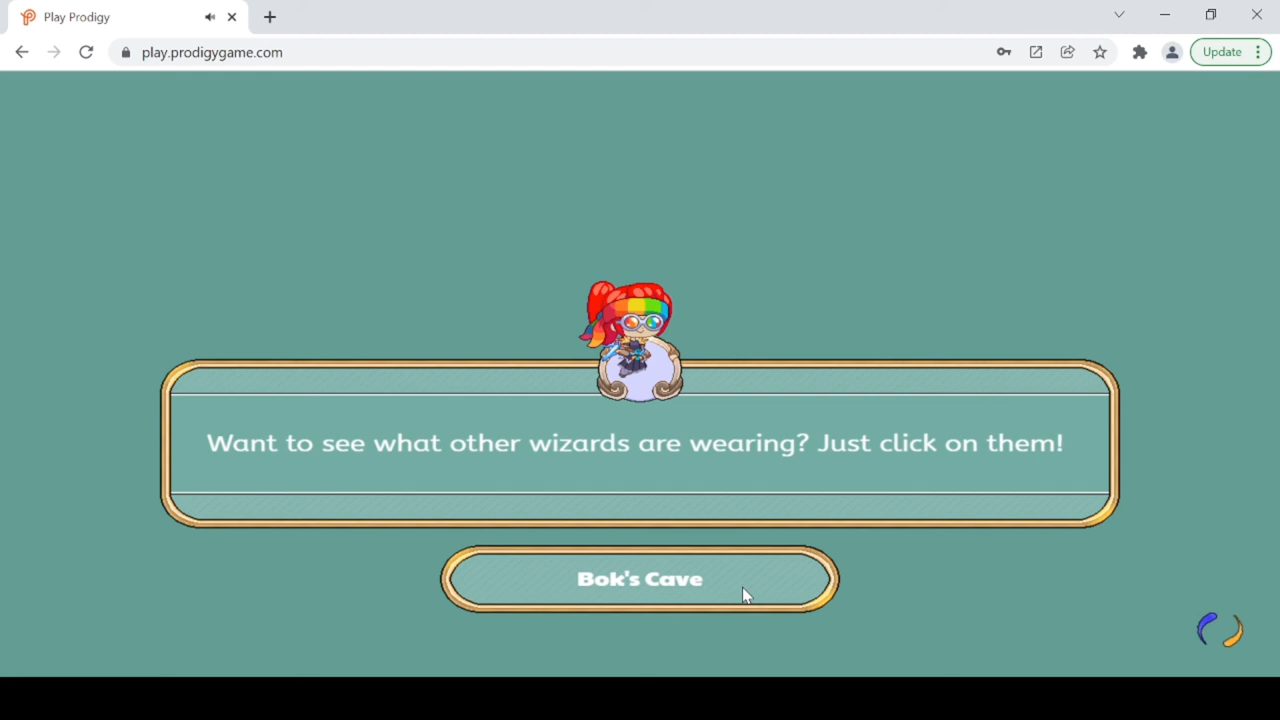 Play Prodigy
play.prodigygame.com
Update
Want to see what other wizards are wearing? Just click on them!
Bok's Cave